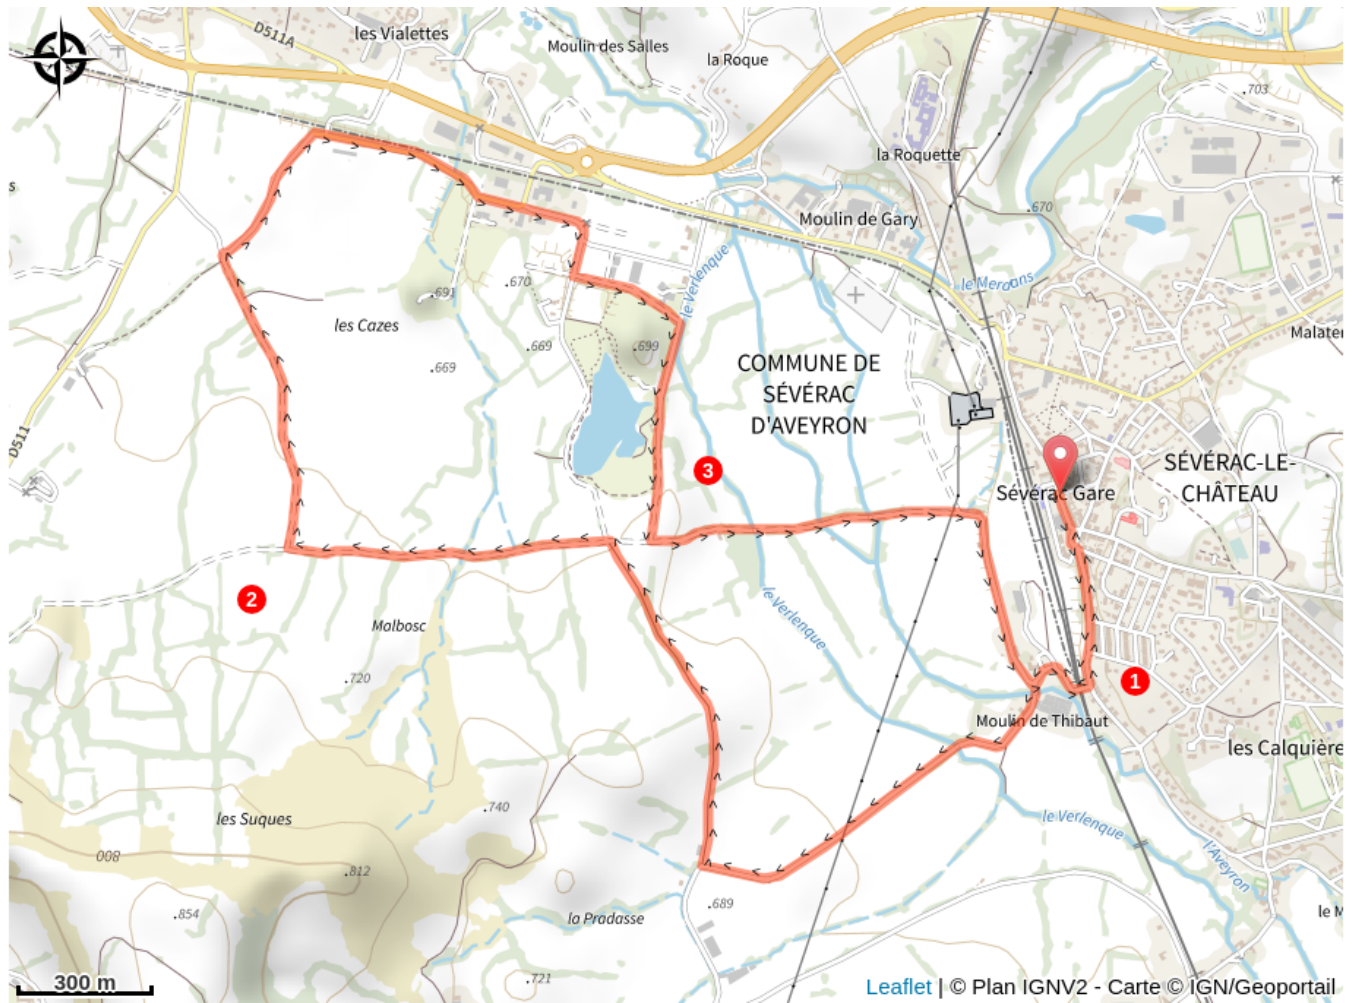 D511A
les Vialettes
Moulin des Salles
la Roque
.703
la Roquette
.670
Moulin de Gary
le Merdans
le Verlenque
.691
.670
les Cazes
.669
.699
.669
Malater
COMMUNE DE
SÉVÉRAC
D'AVEYRON
D511
3
SÉVÉRAC-LE-
CHÂTEAU
Séverac Gare
2
le Verlenque
Malbosc
.720
1
Moulin de Thibaut
les Calquière
.740
les Suques
le Verlenque
800
.812
l'Aveyron
.854
la Pradasse
.689
le M
.721
300 m
Leaflet | © Plan IGNV2 - Carte © IGN/Geoportail